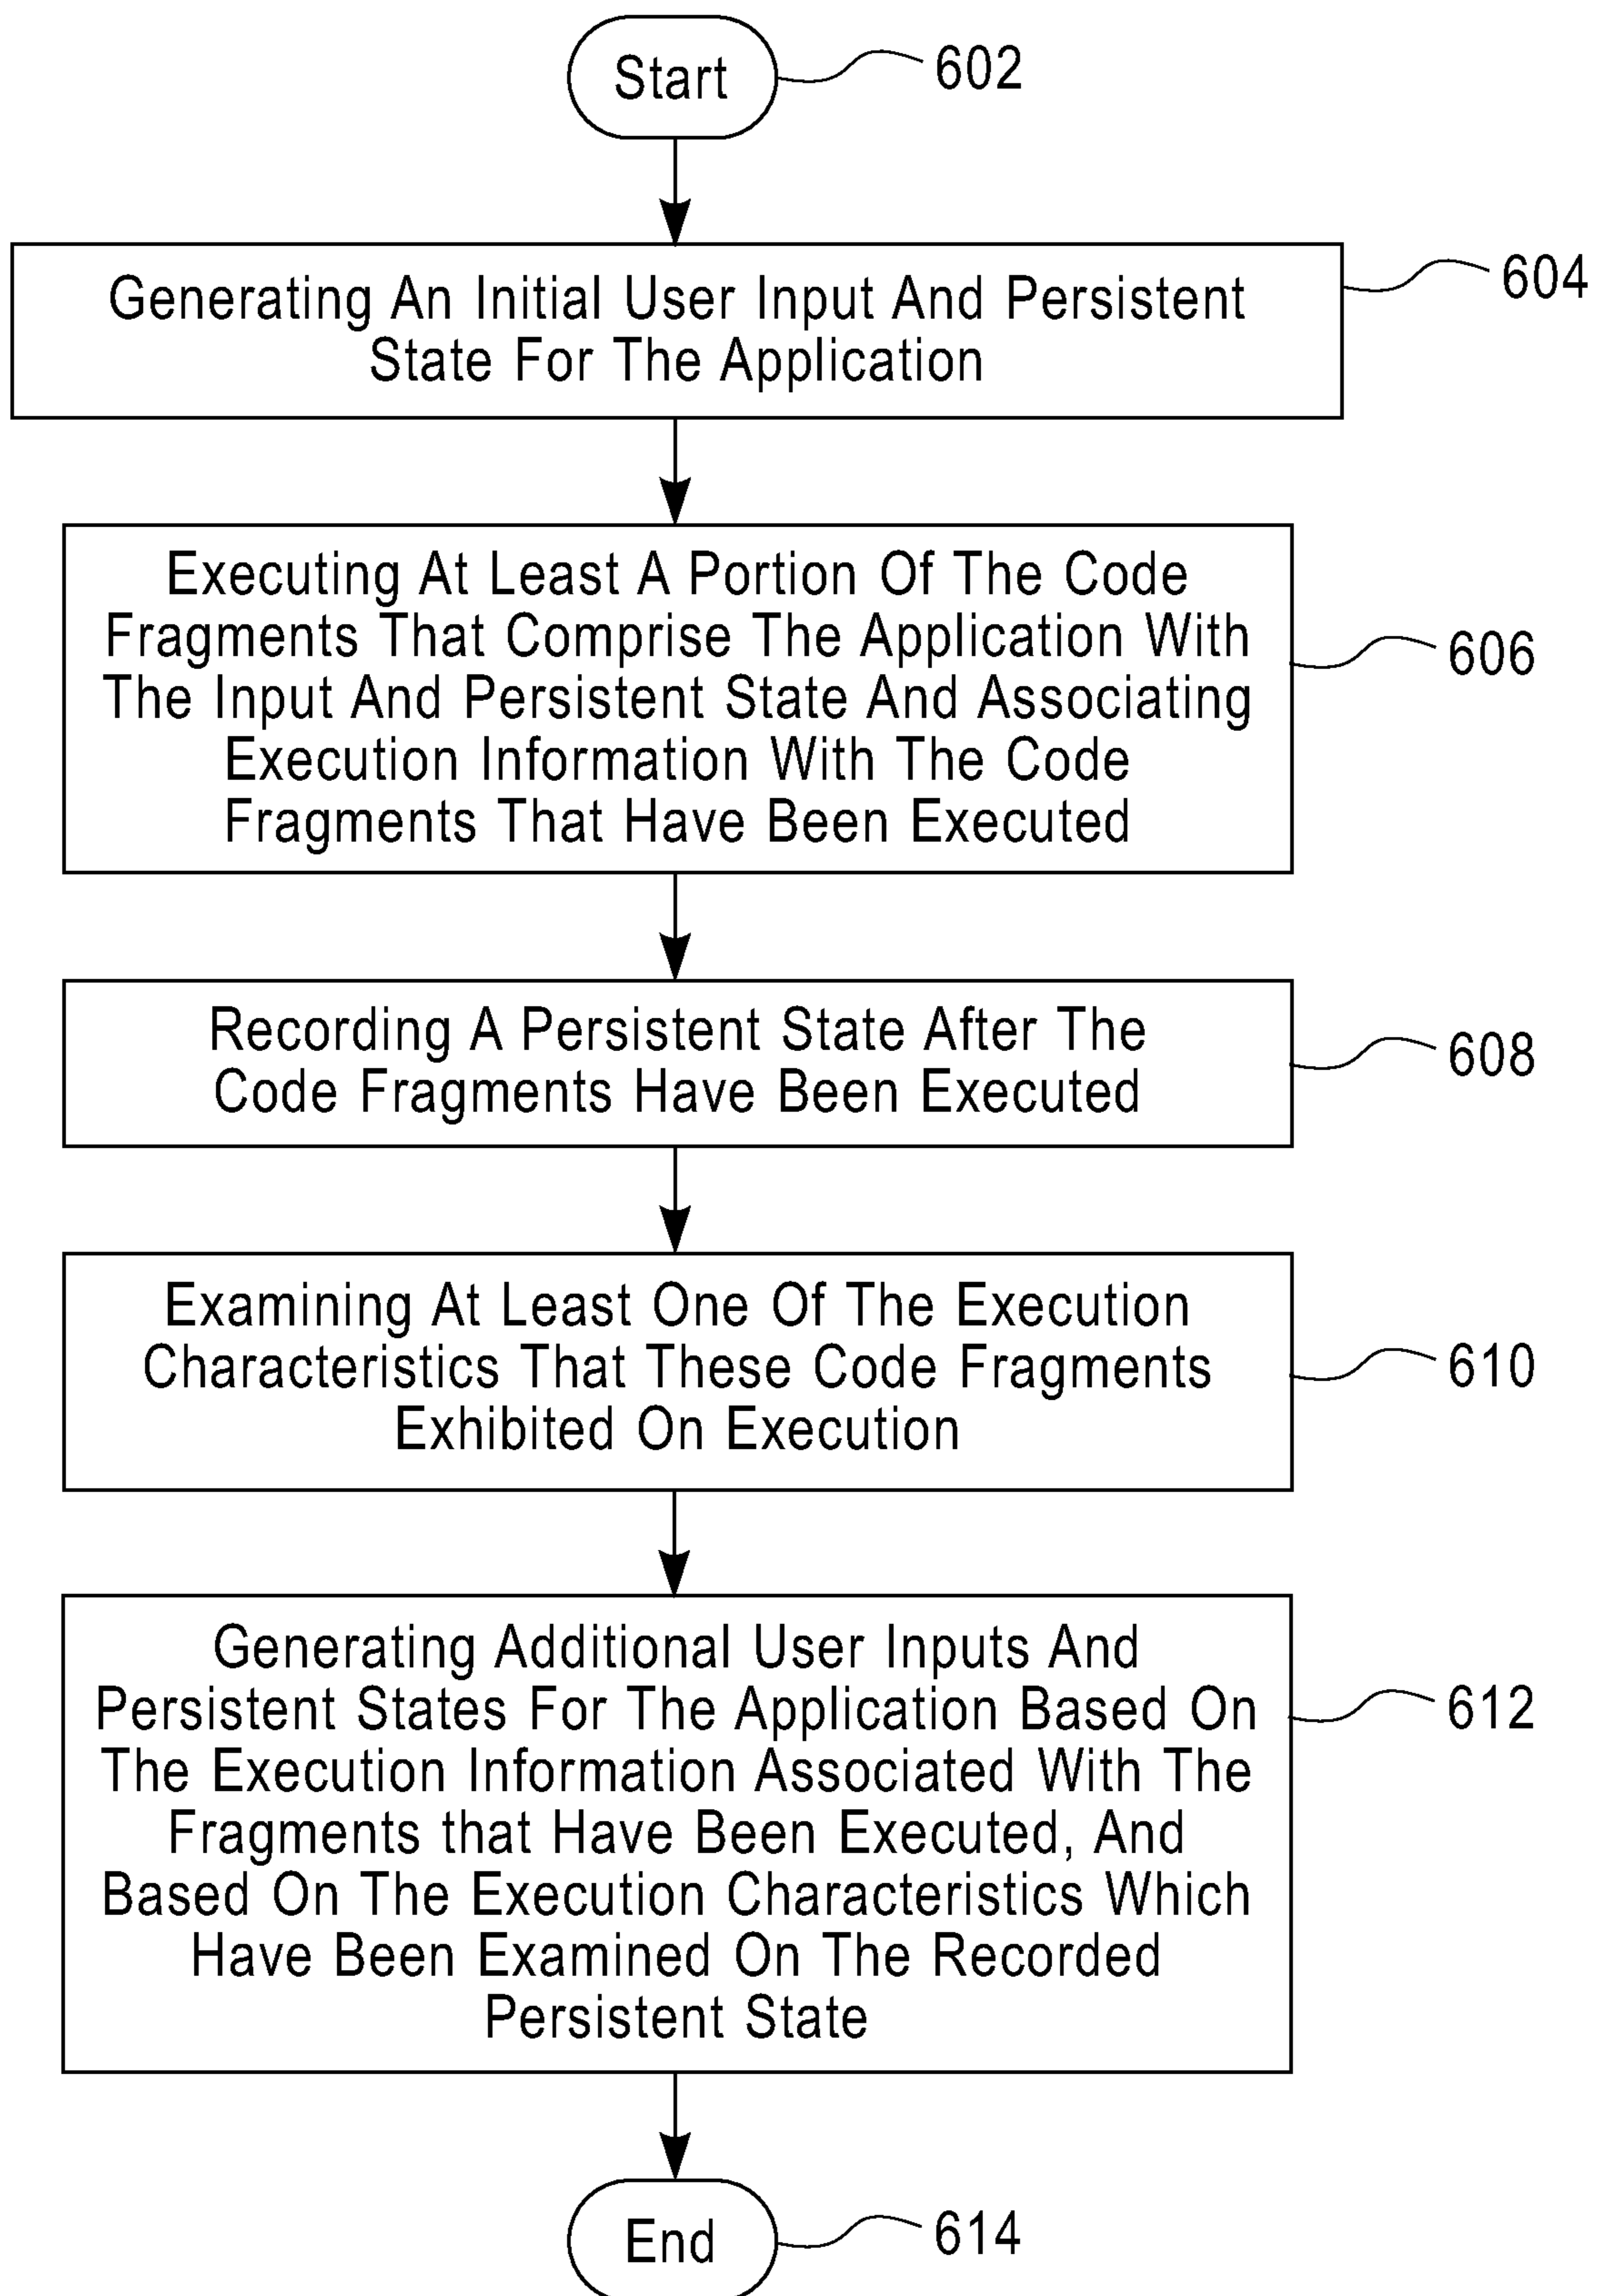 Start
602
Generating An Initial User Input And Persistent
State For The Application
604
Executing At Least A Portion Of The Code
Fragments That Comprise The Application With
The Input And Persistent State And Associating
Execution Information With The Code
Fragments That Have Been Executed
606
Recording A Persistent State After The
Code Fragments Have Been Executed
608
Examining At Least One Of The Execution
Characteristics That These Code Fragments
Exhibited On Execution
610
Generating Additional User Inputs And
Persistent States For The Application Based On
The Execution Information Associated With The
Fragments that Have Been Executed, And
Based On The Execution Characteristics Which
Have Been Examined On The Recorded
Persistent State
612
End
614